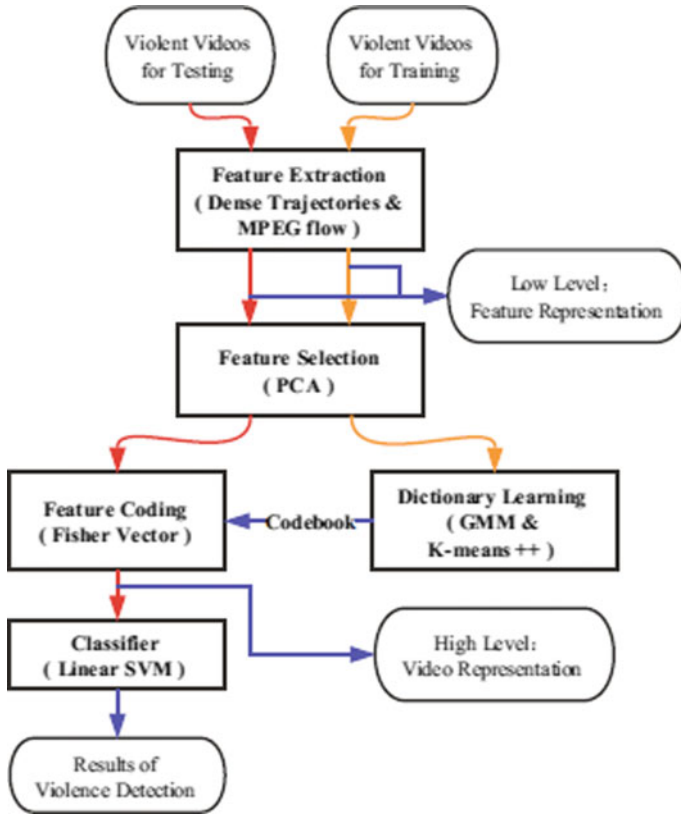 Violent Videos
for Testing
Violent Videos
for Training
Feature Extraction
( Dense Trajectories &
MPEG flow )
Low Level:
Feature Representation
Feature Selection
( PCA )
Feature Coding
( Fisher Vector )
Codebook
Dictionary Learning
( GMM &
K-means ++ )
Classifier
( Linear SVM )
High Level:
Video Representation
Results of
Violence Detection